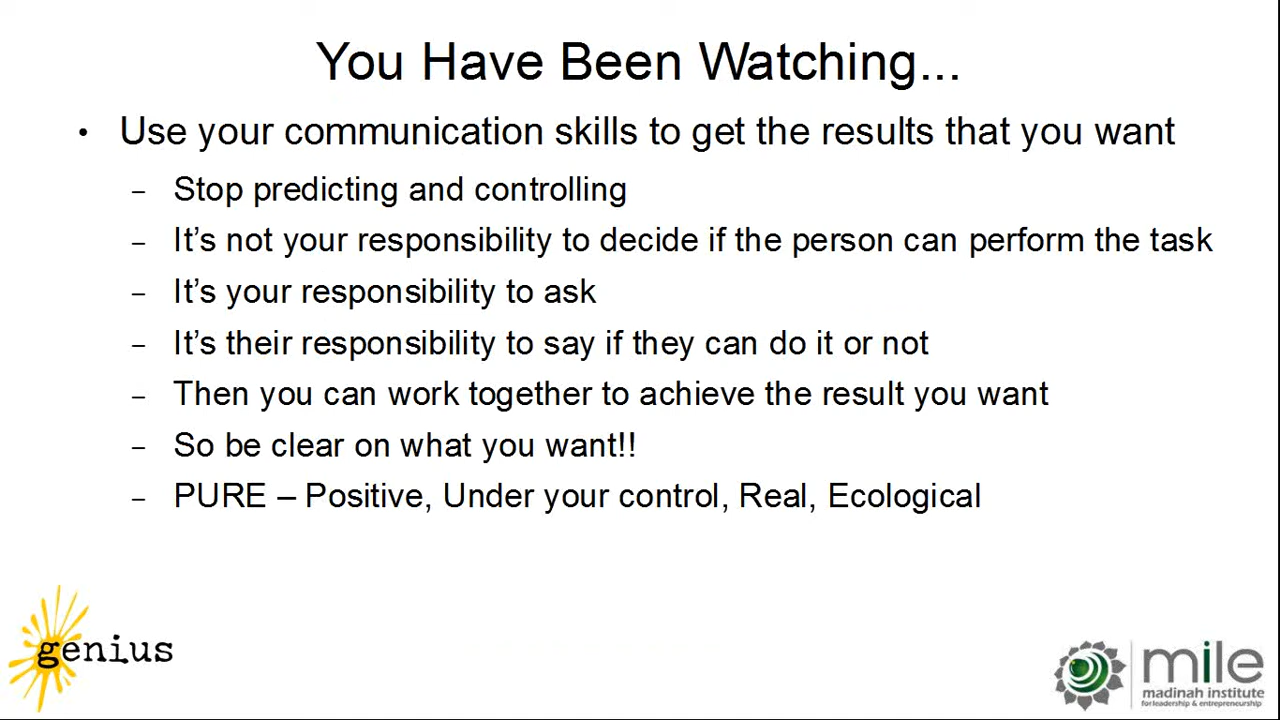 You Have Been Watching...
• Use your communication skills to get the results that you want
– Stop predicting and controlling
– It's not your responsibility to decide if the person can perform the task
– It's your responsibility to ask
– It's their responsibility to say if they can do it or not
– Then you can work together to achieve the result you want
– So be clear on what you want!!
– PURE – Positive, Under your control, Real, Ecological
genius
mile
madinah institute
for leadership & entrepreneurship